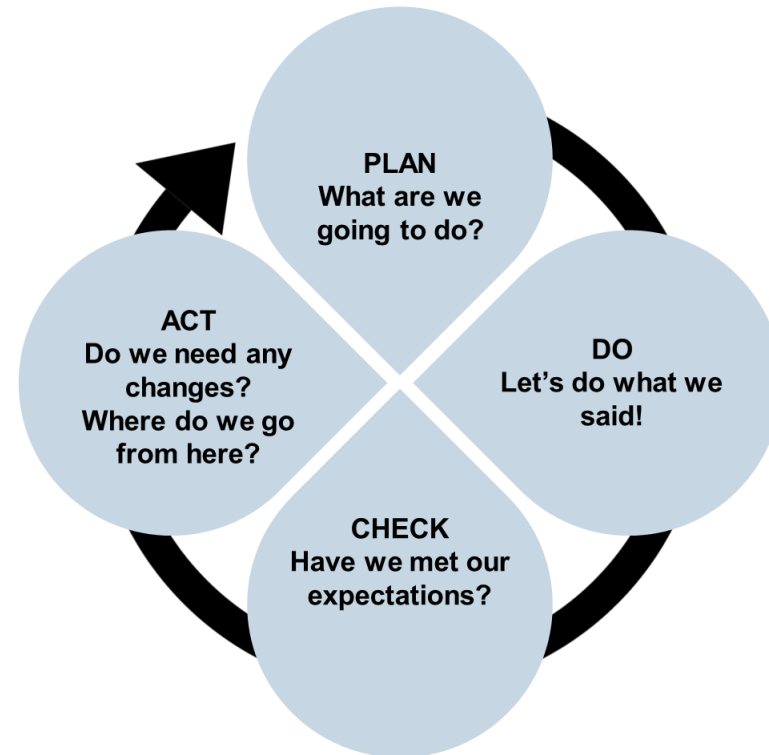 PLAN
What are we
going to do?
DO
Let's do what we
said!
CHECK
Have we met our
expectations?
ACT
Do we need any
changes?
Where do we go
from here?